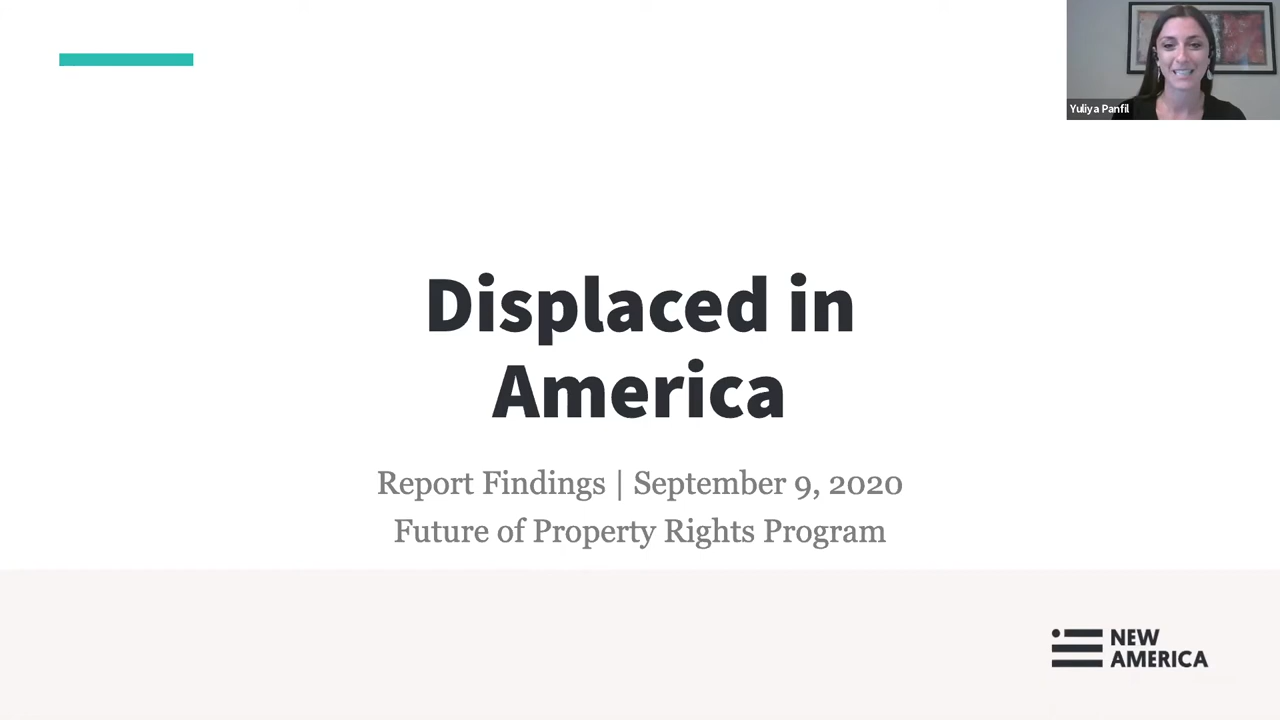 Yuliya Panfil
Displaced in
America
Report Findings | September 9, 2020
Future of Property Rights Program
NEW
AMERICA